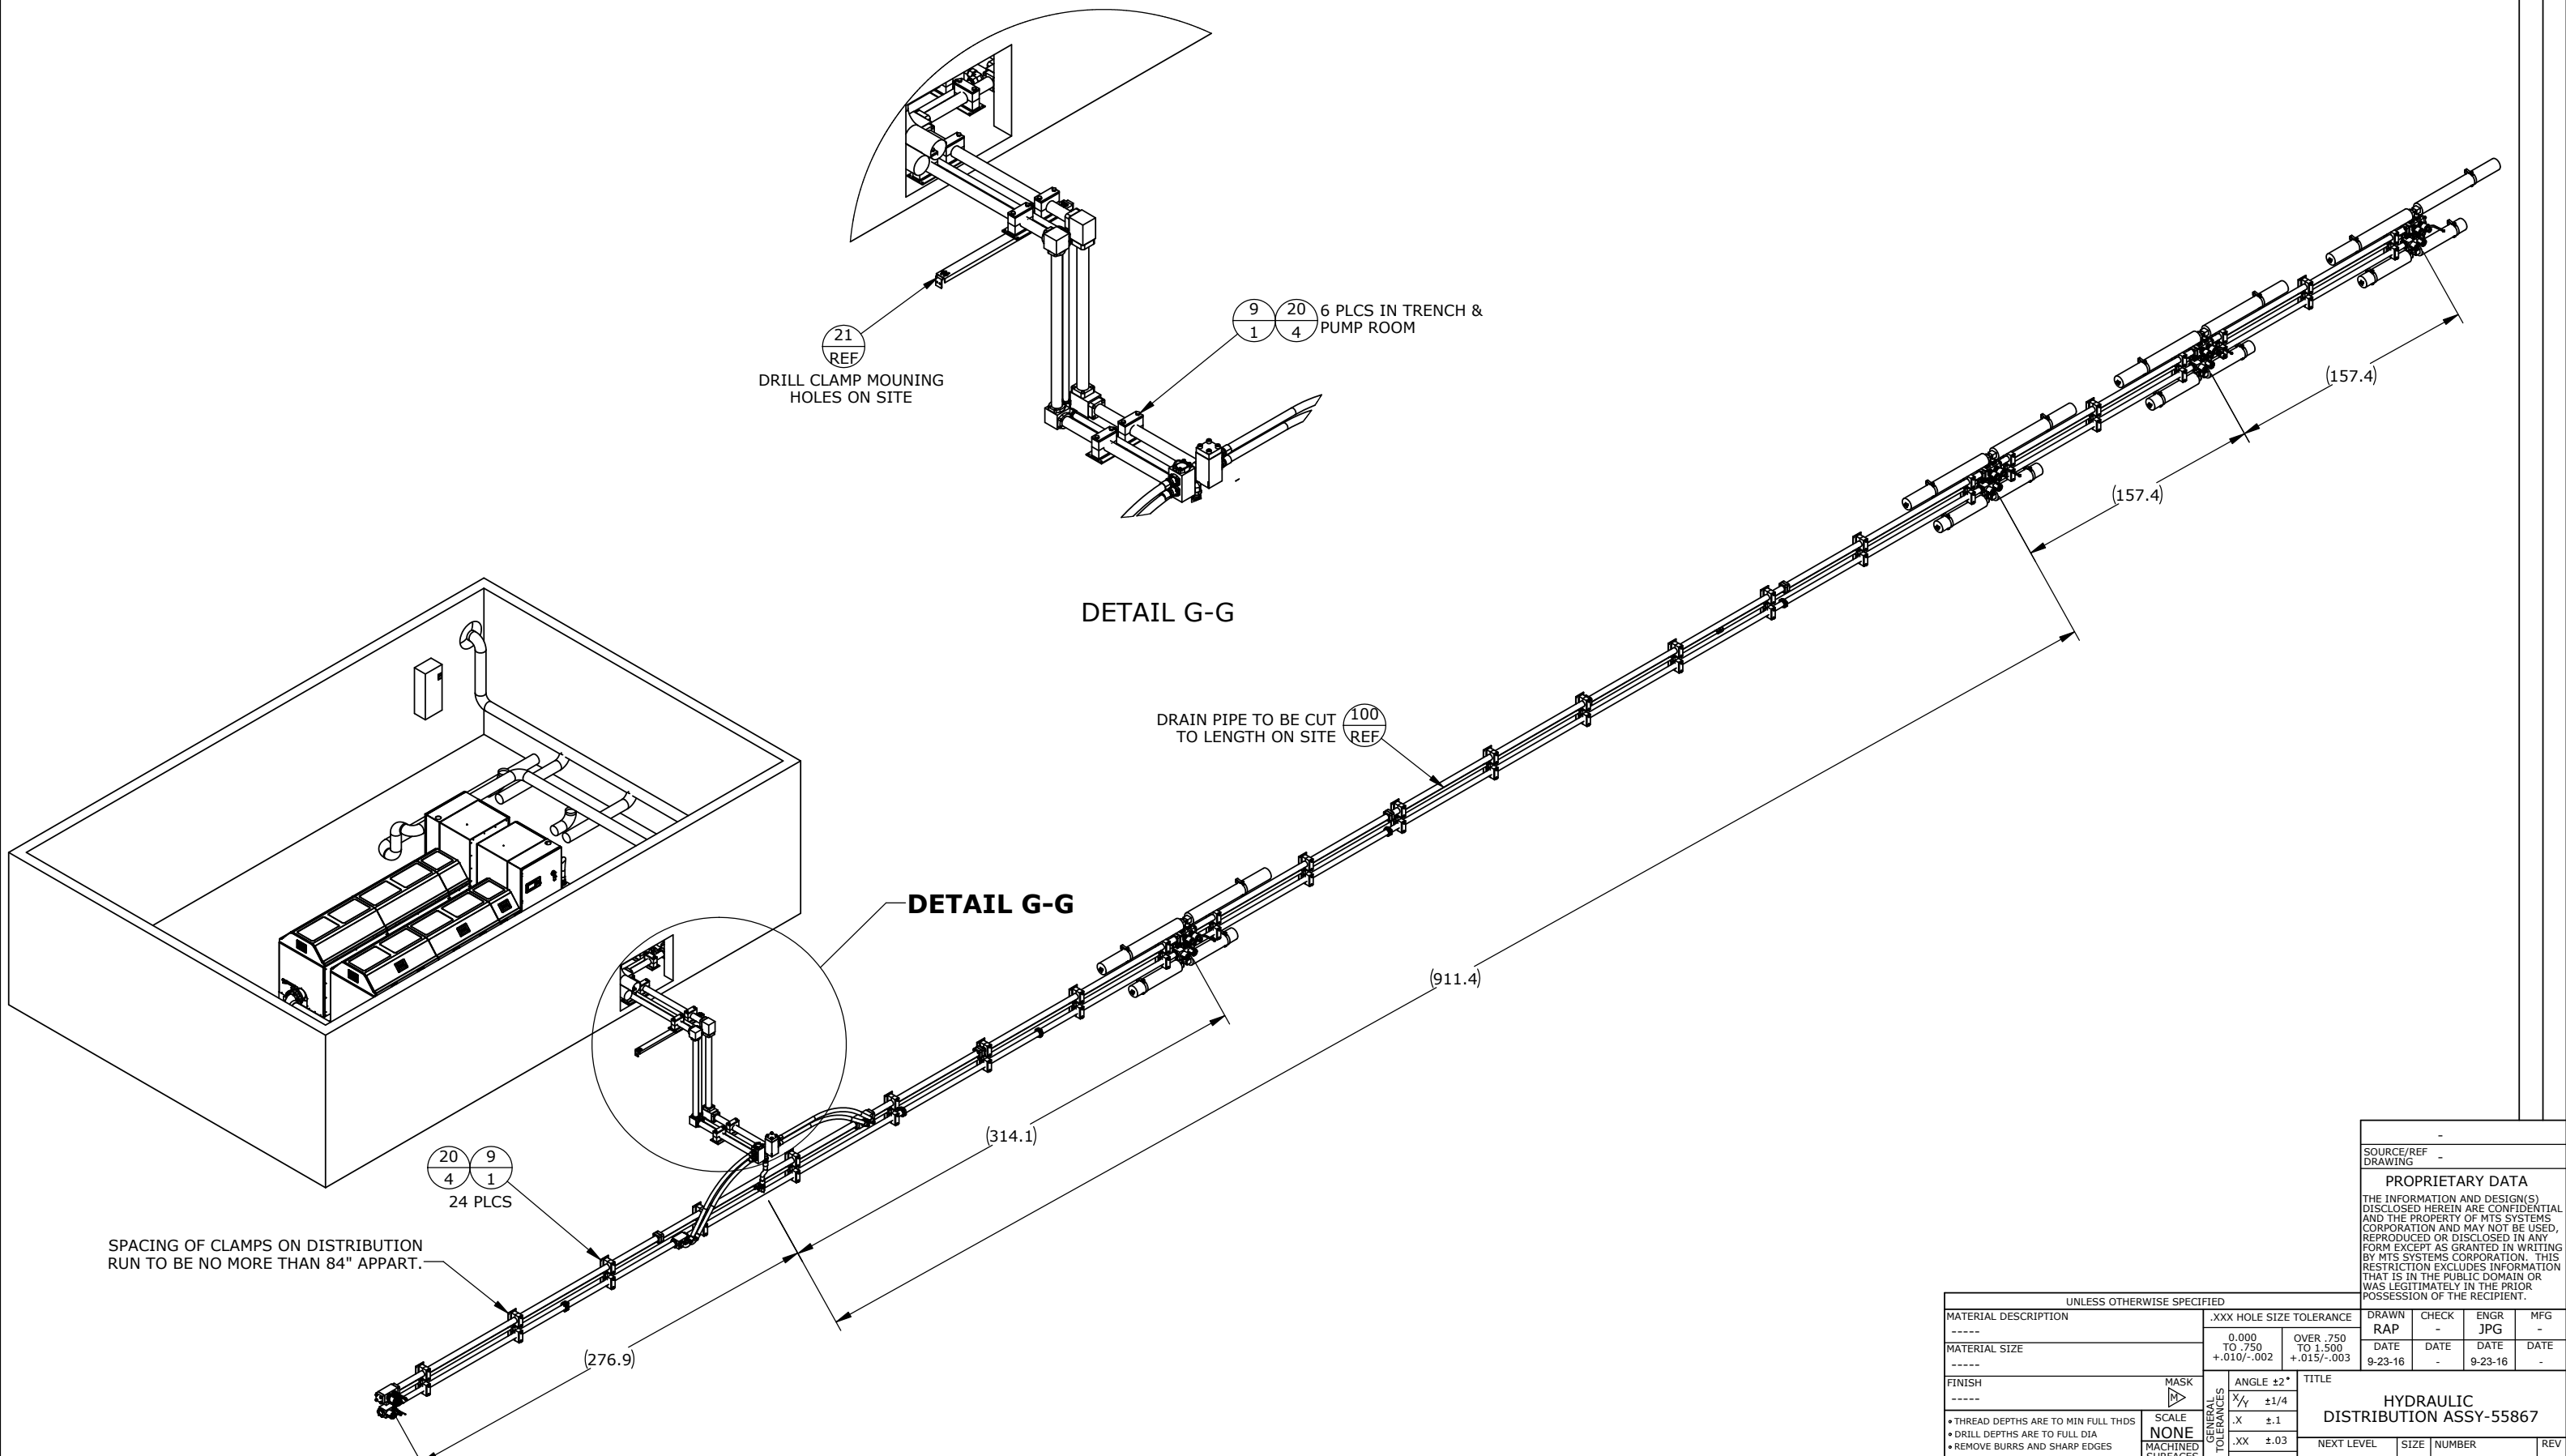 21
REF
DRILL CLAMP MOUNING
HOLES ON SITE
9
1
20
4
6 PLCS IN TRENCH &
PUMP ROOM
(157.4)
(157.4)
DETAIL G-G
DRAIN PIPE TO BE CUT
TO LENGTH ON SITE
100
REF
DETAIL G-G
(911.4)
(314.1)
20
4
9
1
24 PLCS
SPACING OF CLAMPS ON DISTRIBUTION
RUN TO BE NO MORE THAN 84" APPART.
(276.9)
-
SOURCE/REF
DRAWING -
PROPRIETARY DATA
THE INFORMATION AND DESIGN(S)
DISCLOSED HEREIN ARE CONFIDENTIAL
AND THE PROPERTY OF MTS SYSTEMS
CORPORATION AND MAY NOT BE USED,
REPRODUCED OR DISCLOSED IN ANY
FORM EXCEPT AS GRANTED IN WRITING
BY MTS SYSTEMS CORPORATION. THIS
RESTRICTION EXCLUDES INFORMATION
THAT IS IN THE PUBLIC DOMAIN OR
WAS LEGITIMATELY IN THE PRIOR
POSSESSION OF THE RECIPIENT.
UNLESS OTHERWISE SPECIFIED
MATERIAL DESCRIPTION
-----
MATERIAL SIZE
-----
FINISH
-----
MASK
M
.XXX HOLE SIZE TOLERANCE
0.000
TO .750
+.010/-.002
OVER .750
TO 1.500
+.015/-.003
DRAWN
RAP
CHECK
-
ENGR
JPG
MFG
-
DATE
9-23-16
DATE
-
DATE
9-23-16
DATE
-
• THREAD DEPTHS ARE TO MIN FULL THDS
• DRILL DEPTHS ARE TO FULL DIA
• REMOVE BURRS AND SHARP EDGES
SCALE
NONE
MACHINED
SURFACES
GENERAL
TOLERANCES
ANGLE ±2°
X/Y ±1/4
.X ±.1
.XX ±.03
TITLE
HYDRAULIC
DISTRIBUTION ASSY-55867
NEXT LEVEL
SIZE
NUMBER
REV